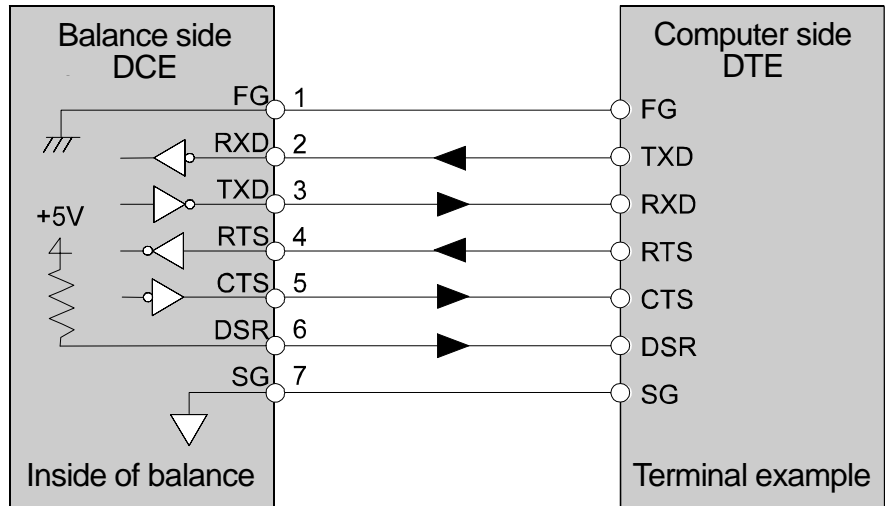 Balance side
DCE
Computer side
DTE
FG 1 FG
RXD 2 TXD
TXD 3 RXD
+5V
RTS 4 RTS
CTS 5 CTS
DSR 6 DSR
SG 7 SG
Inside of balance
Terminal example